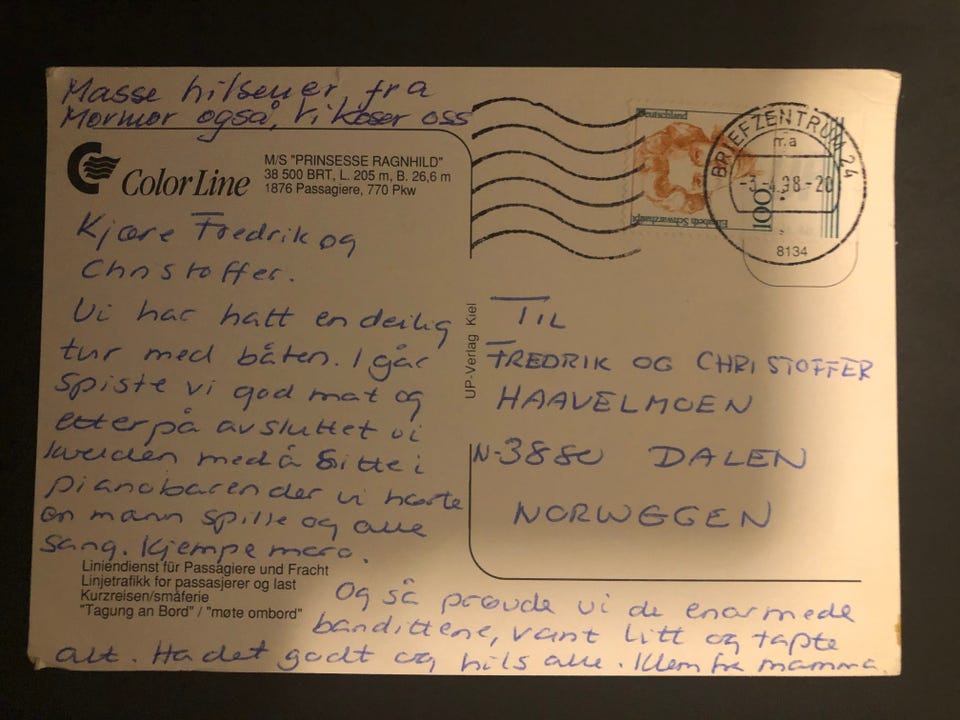 Masse hilsener fra
Mormor også, vi koser oss
ColorLine
M/S "PRINSESSE RAGNHILD"
38 500 BRT, L. 205 m, B. 26,6 m
1876 Passagiere, 770 Pkw
Kjære Fredrik og
Christoffer.
Vi har hatt en deilig
tur med båten. I går
spiste vi god mat og
etterpå avsluttet vi
kvelden med å sitte i
pianobaren der vi hørte
en mann spille og alle
sang. Kjempe moro.
Liniendienst für Passagiere und Fracht
Linjetrafikk for passasjerer og last
Kurzreisen/småferie
"Tagung an Bord" / "møte ombord"
Og så prøvde vi de enarmede
bandittene, vant litt og tapte
alt. Ha det godt og hils alle. Klem fra mamma.
UP-Verlag Kiel
Deutschland
Elisabeth Schwarzhaupt
100
BRIEFZENTRUM 24
ma
-3.-4.98-20
8134
TIL
FREDRIK OG CHRISTOFFER
HAAVELMOEN
N-3880 DALEN
NORWEGEN